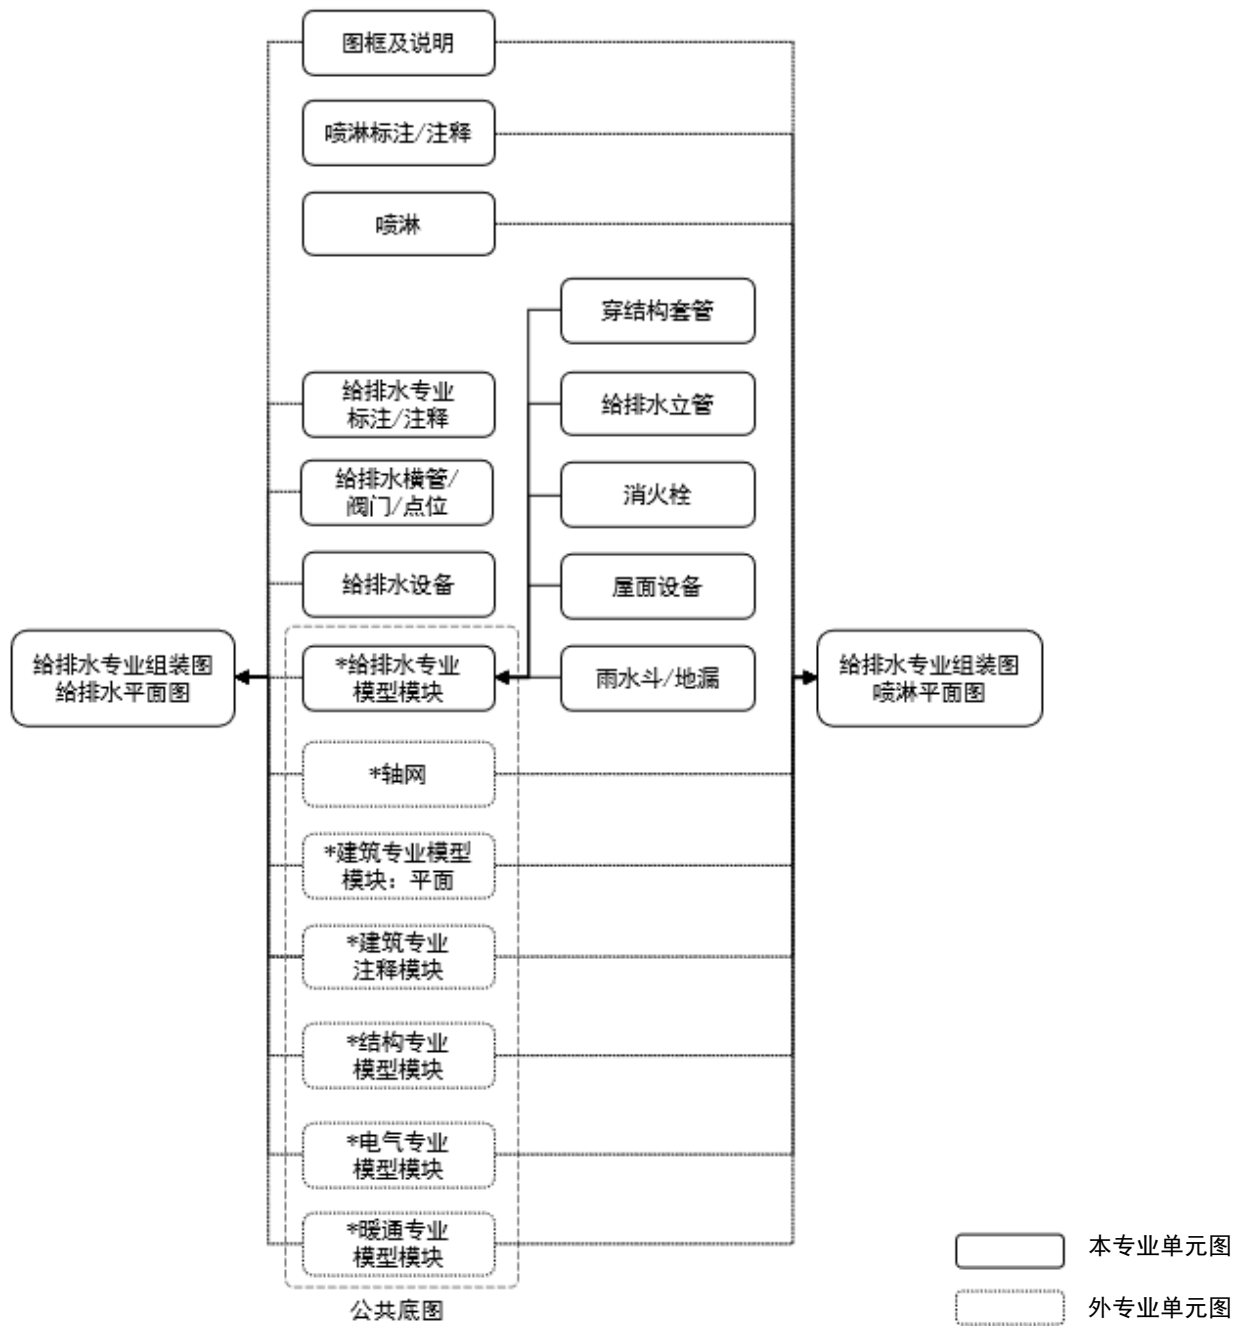 图框及说明
喷淋标注/注释
喷淋
穿结构套管
给排水专业
标注/注释
给排水立管
给排水横管/
阀门/点位
消火栓
给排水设备
屋面设备
给排水专业组装图
给排水平面图
*给排水专业
模型模块
雨水斗/地漏
给排水专业组装图
喷淋平面图
*轴网
*建筑专业模型
模块：平面
*建筑专业
注释模块
*结构专业
模型模块
*电气专业
模型模块
*暖通专业
模型模块
公共底图
本专业单元图
外专业单元图